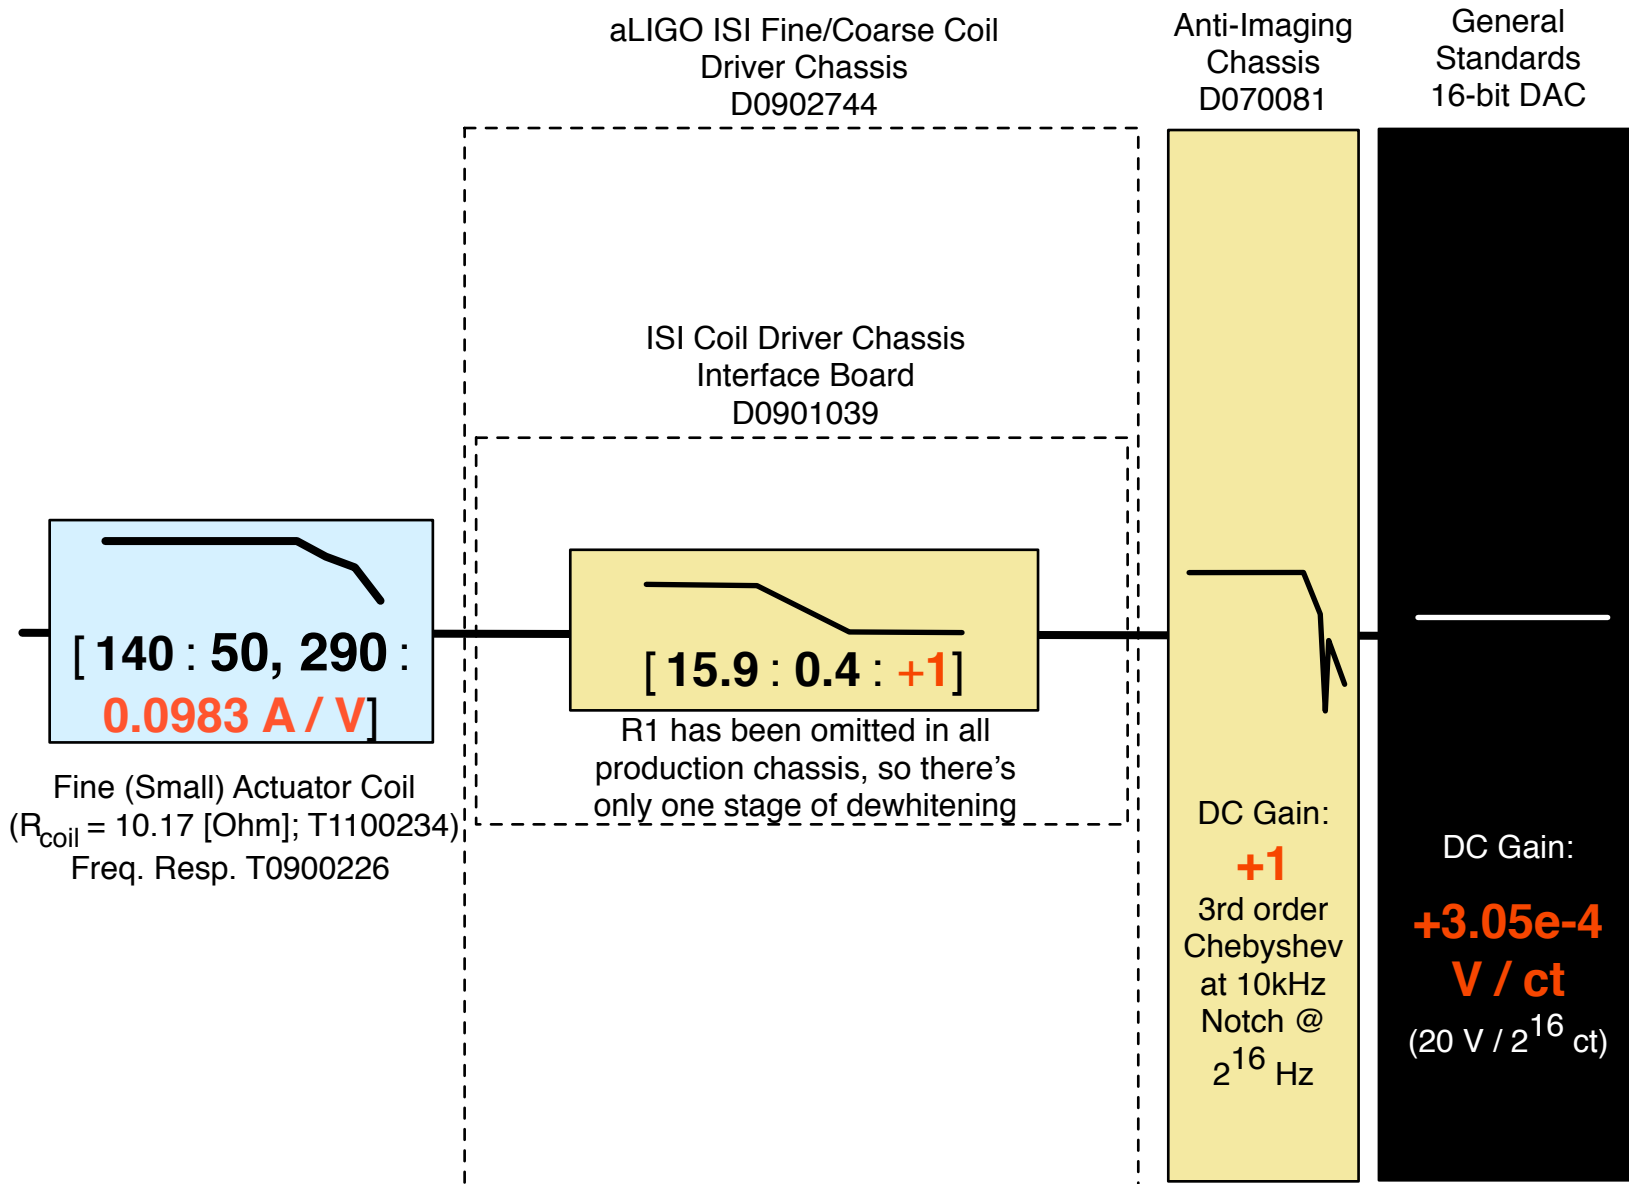 aLIGO ISI Fine/Coarse Coil
Driver Chassis
D0902744
Anti-Imaging
Chassis
D070081
General
Standards
16-bit DAC
ISI Coil Driver Chassis
Interface Board
D0901039
[ 140 : 50, 290 :
0.0983 A / V]
Fine (Small) Actuator Coil
(Rcoil = 10.17 [Ohm]; T1100234)
Freq. Resp. T0900226
[ 15.9 : 0.4 : +1]
R1 has been omitted in all
production chassis, so there's
only one stage of dewhitening
DC Gain:
+1
3rd order
Chebyshev
at 10kHz
Notch @
2^16 Hz
DC Gain:
+3.05e-4
V / ct
(20 V / 2^16 ct)